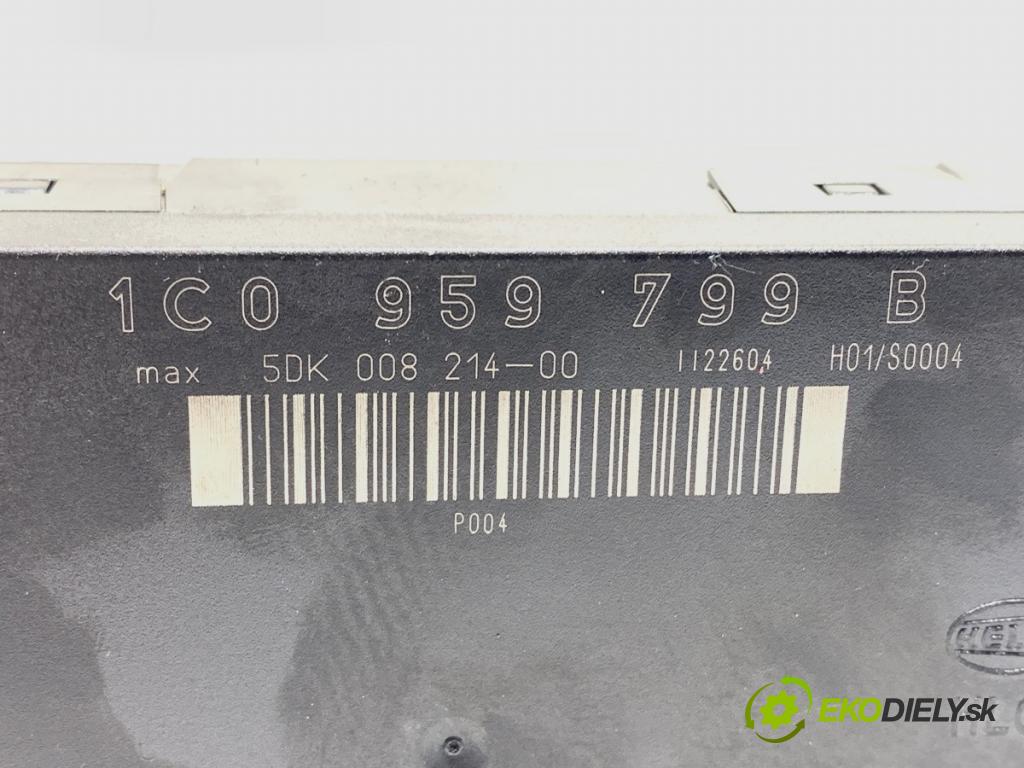 1C0 959 799 B
max 5DK 008 214-00 1122604 H01/S0004
P004
EKODIELY.sk